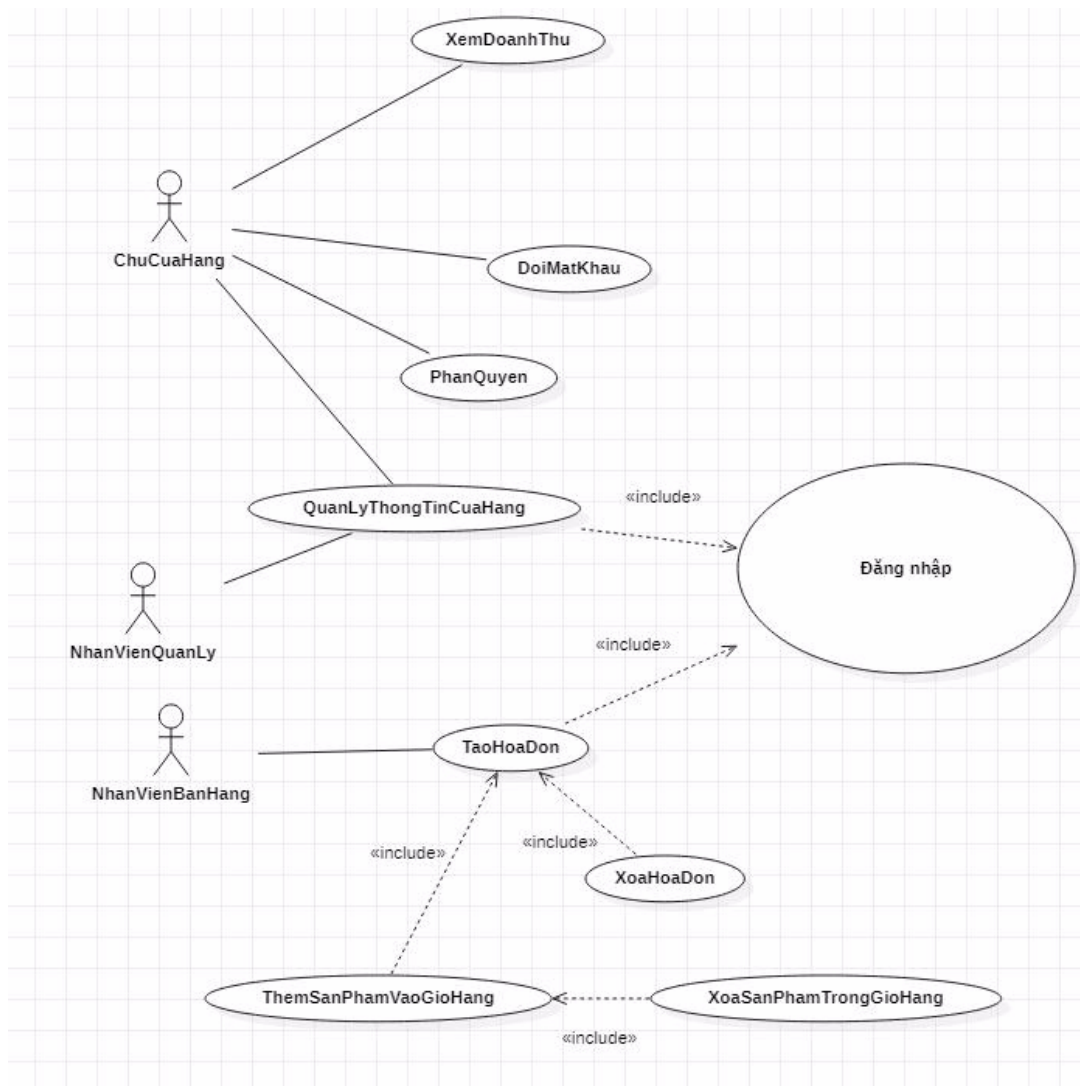 XemDoanhThu
ChuCuaHang
DoiMatKhau
PhanQuyen
QuanLyThongTinCuaHang
«include»
Đăng nhập
NhanVienQuanLy
«include»
TaoHoaDon
NhanVienBanHang
«include»
«include»
XoaHoaDon
ThemSanPhamVaoGioHang
XoaSanPhamTrongGioHang
«include»